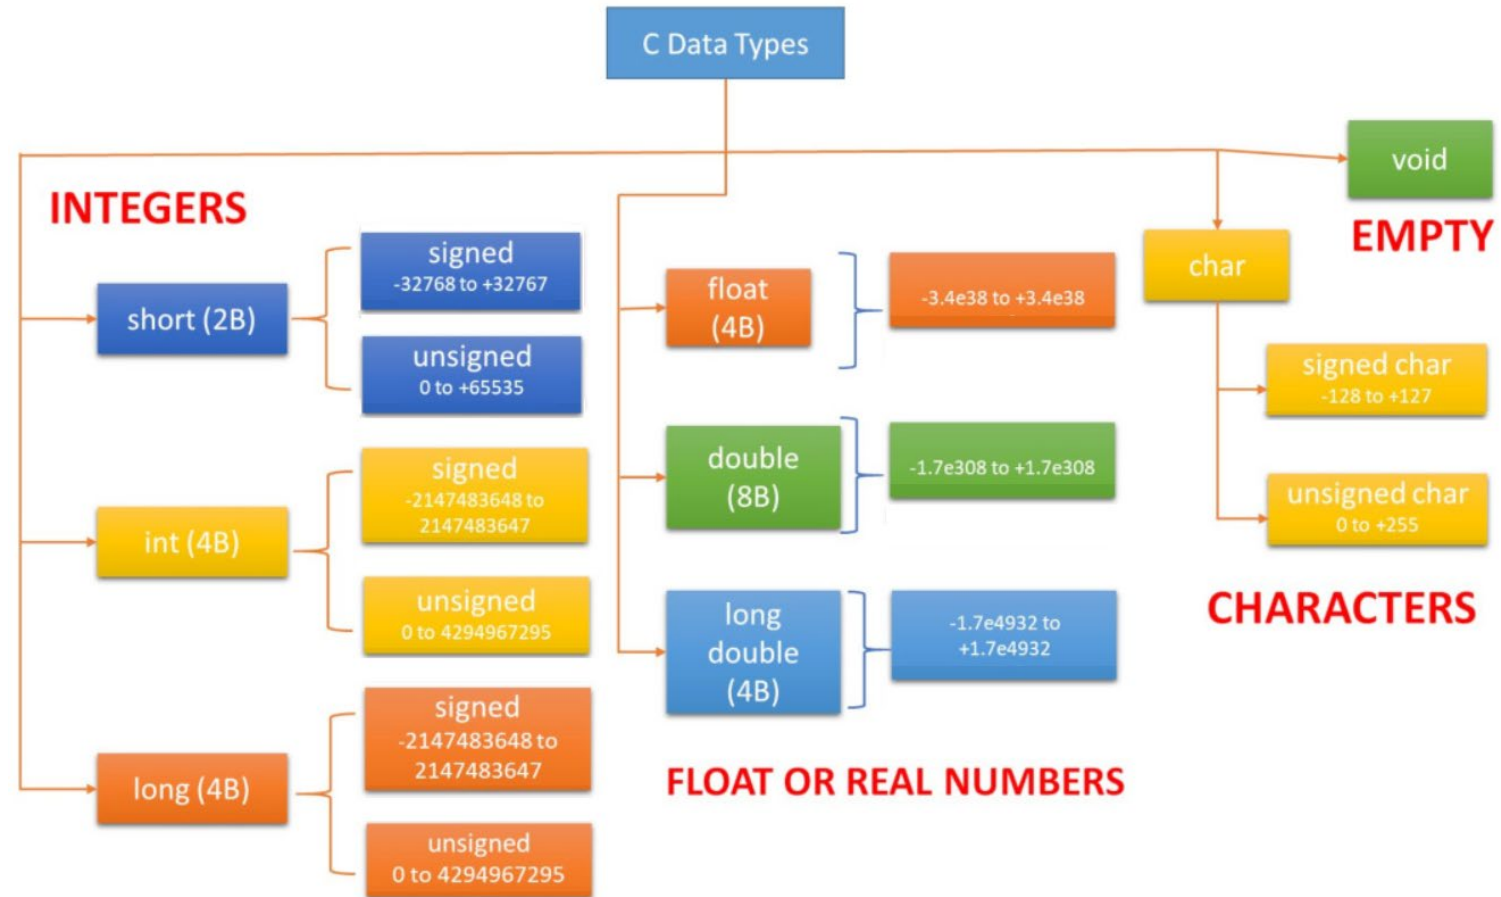 C Data Types
void
EMPTY
INTEGERS
short (2B)
signed
-32768 to +32767
unsigned
0 to +65535
int (4B)
signed
-2147483648 to
2147483647
unsigned
0 to 4294967295
long (4B)
signed
-2147483648 to
2147483647
unsigned
0 to 4294967295
float
(4B)
-3.4e38 to +3.4e38
double
(8B)
-1.7e308 to +1.7e308
long
double
(4B)
-1.7e4932 to
+1.7e4932
FLOAT OR REAL NUMBERS
char
signed char
-128 to +127
unsigned char
0 to +255
CHARACTERS